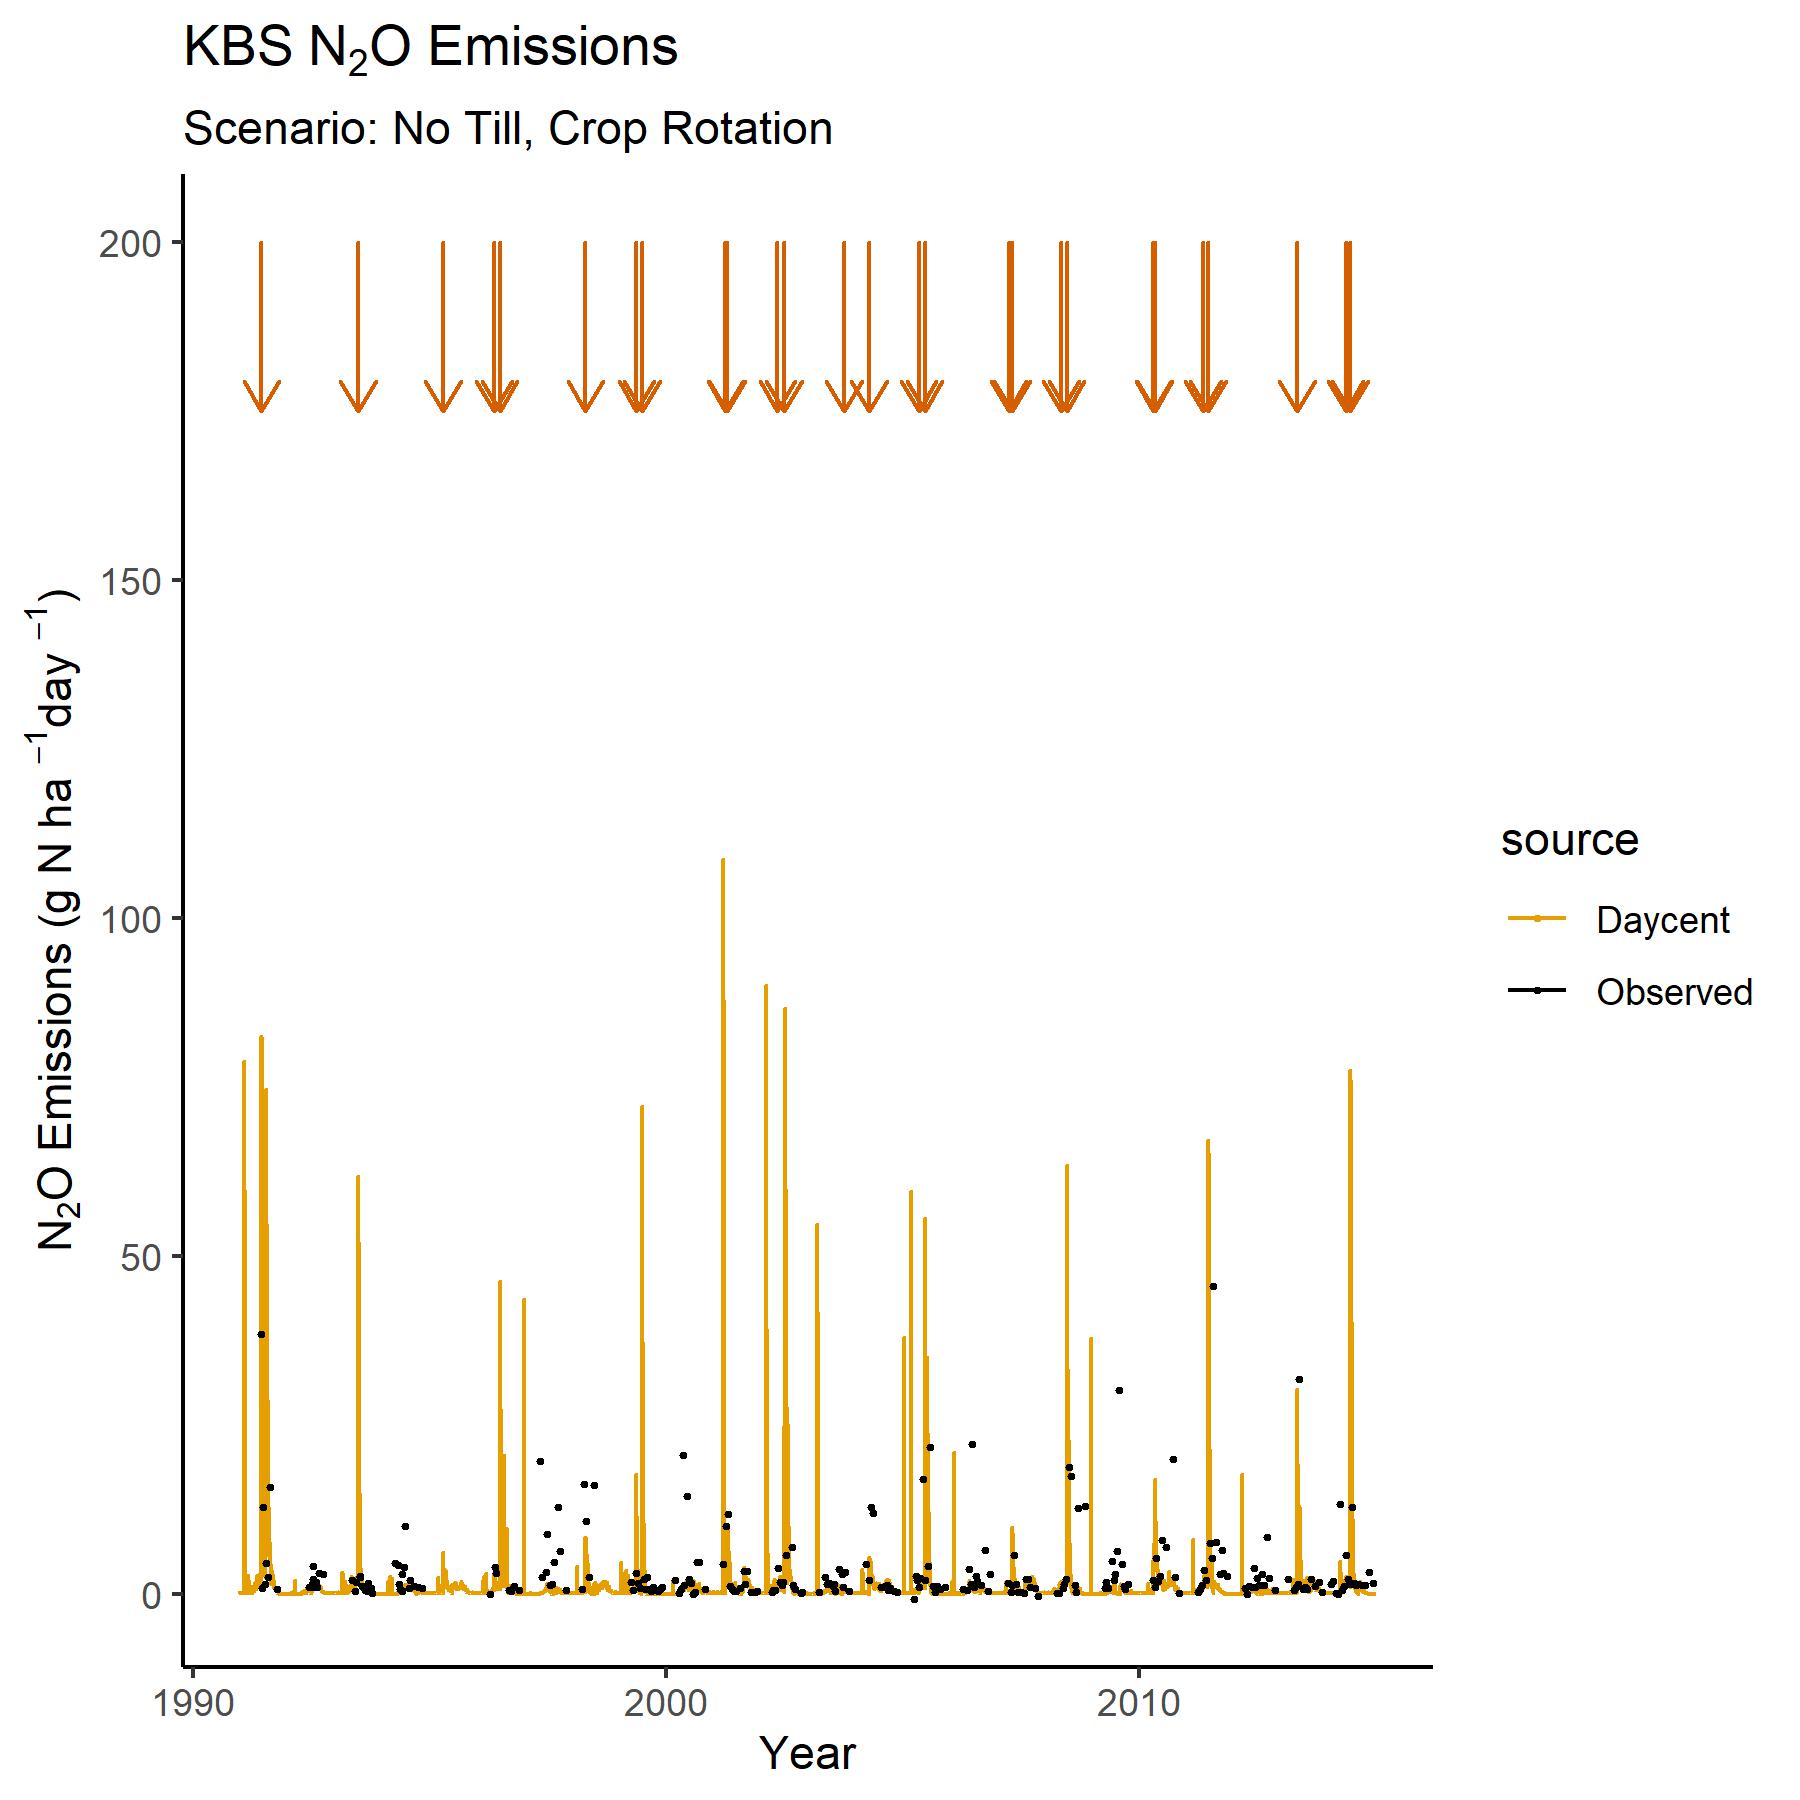 KBS N₂O Emissions
Scenario: No Till, Crop Rotation
N₂O Emissions (g N ha ⁻¹day ⁻¹)
200
150
100
50
0
1990 2000 2010
Year
source
Daycent
Observed